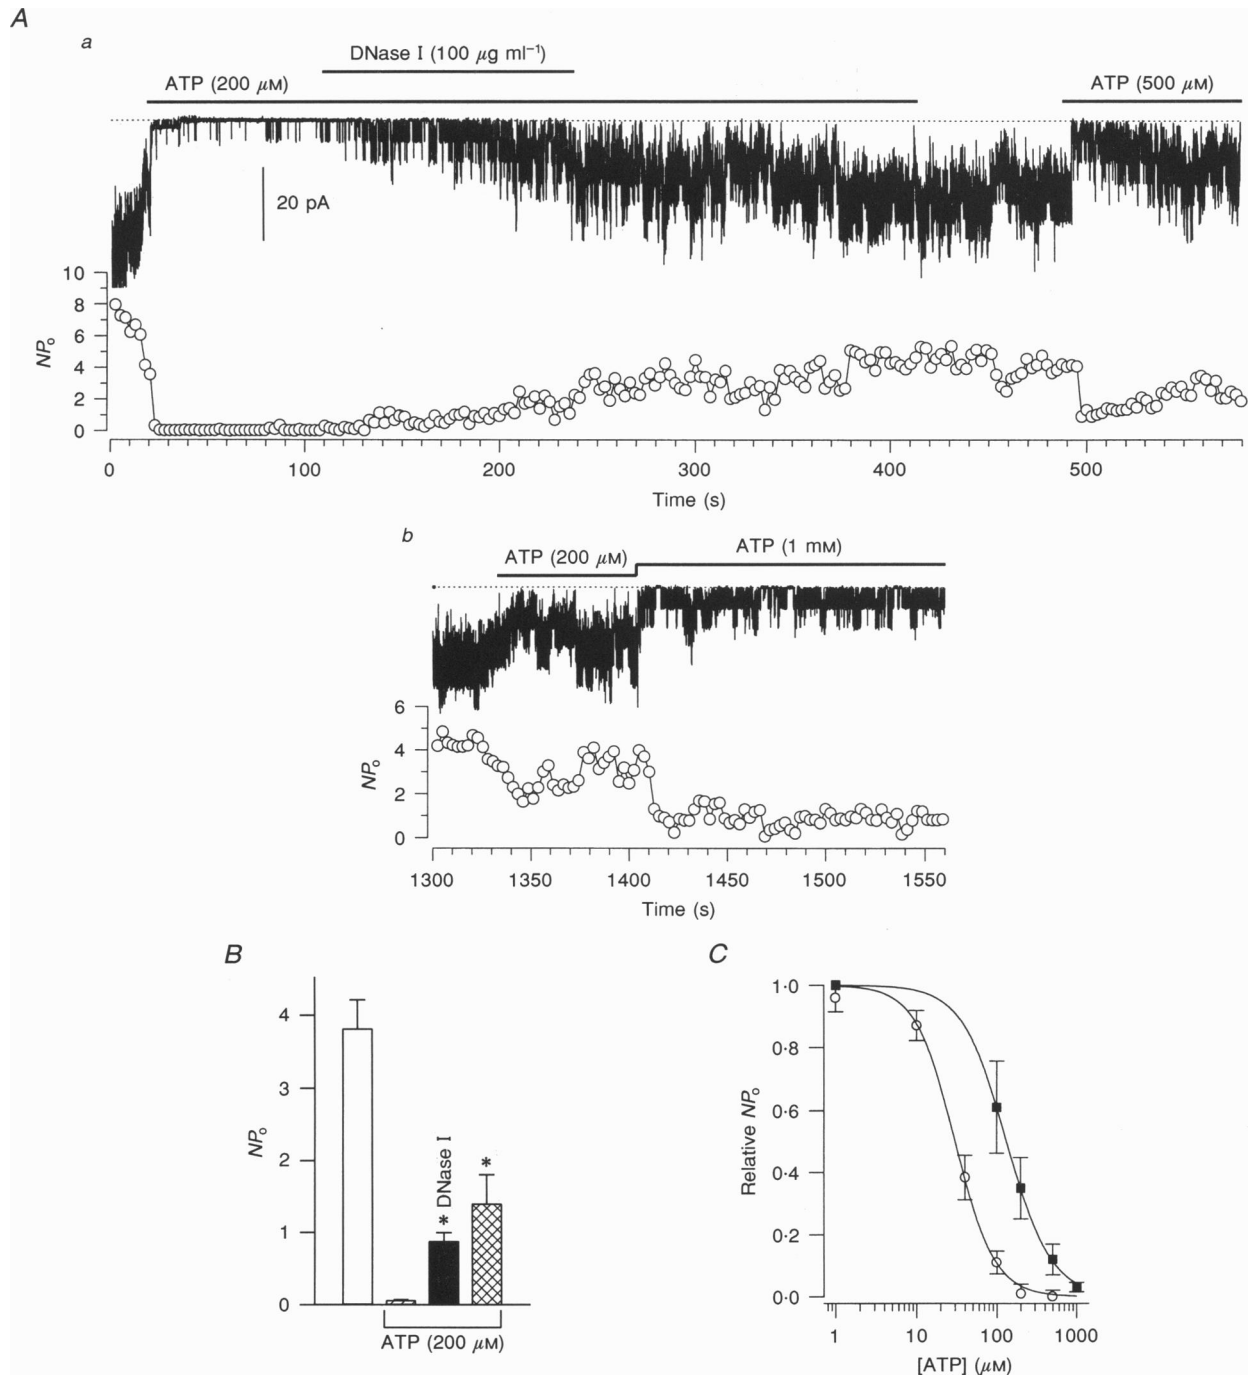 A
a
DNase I (100 μg ml⁻¹)
ATP (200 μM)
ATP (500 μM)
20 pA
10
8
6
4
2
0
NPₒ
0 100 200 300 400 500
Time (s)
b
ATP (200 μM)
ATP (1 mM)
6
4
2
0
NPₒ
1300 1350 1400 1450 1500 1550
Time (s)
B
4
3
2
1
0
NPₒ
* DNase I
*
ATP (200 μM)
C
1·0
0·8
0·6
0·4
0·2
0·0
Relative NPₒ
1 10 100 1000
[ATP] (μM)